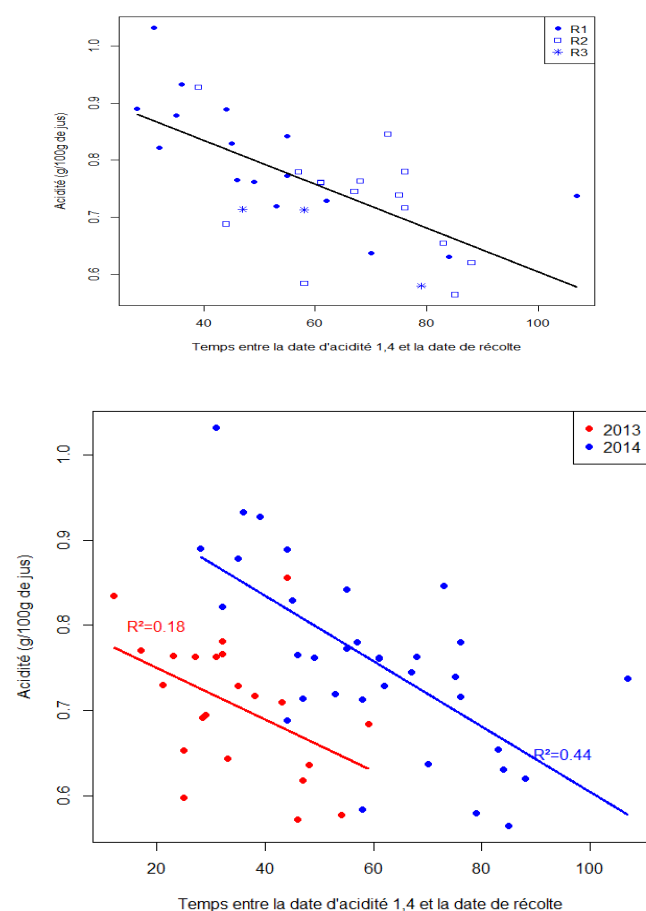 R1
R2
R3
Acidité (g/100g de jus)
1.0
0.9
0.8
0.7
0.6
40 60 80 100
Temps entre la date d'acidité 1,4 et la date de récolte
2013
2014
Acidité (g/100g de jus)
1.0
0.9
0.8
0.7
0.6
R²=0.18
R²=0.44
20 40 60 80 100
Temps entre la date d'acidité 1,4 et la date de récolte